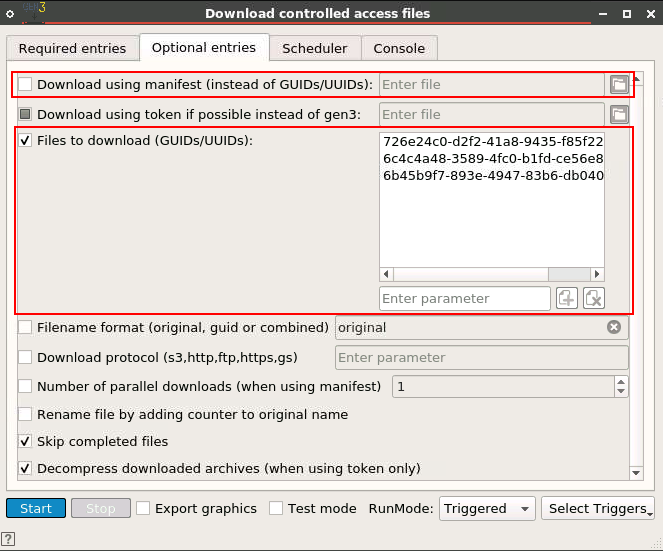 3
Download controlled access files
Required entries Optional entries Scheduler Console
Download using manifest (instead of GUIDs/UUIDs): Enter file
Download using token if possible instead of gen3: Enter file
Files to download (GUIDs/UUIDs):
726e24c0-d2f2-41a8-9435-f85f22
6c4c4a48-3589-4fc0-b1fd-ce56e8
6b45b9f7-893e-4947-83b6-db040
Enter parameter
Filename format (original, guid or combined) original
Download protocol (s3,http,ftp,https,gs) Enter parameter
Number of parallel downloads (when using manifest) 1
Rename file by adding counter to original name
Skip completed files
Decompress downloaded archives (when using token only)
Start Stop Export graphics Test mode RunMode: Triggered Select Triggers
?